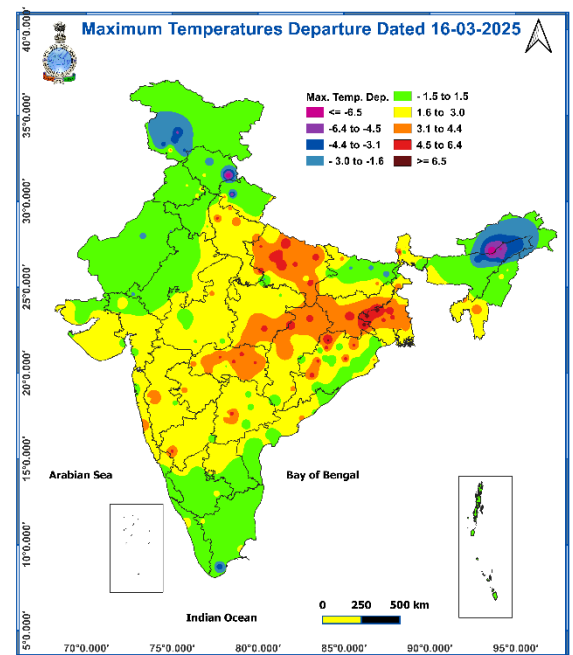 Maximum Temperatures Departure Dated 16-03-2025
Max. Temp. Dep.
<= -6.5
-6.4 to -4.5
-4.4 to -3.1
- 3.0 to -1.6
- 1.5 to 1.5
1.6 to 3.0
3.1 to 4.4
4.5 to 6.4
>= 6.5
40°0.000'
35°0.000'
30°0.000'
25°0.000'
20°0.000'
15°0.000'
10°0.000'
5°0.000'
Arabian Sea
Bay of Bengal
Indian Ocean
0 250 500 km
70°0.000' 75°0.000' 80°0.000' 85°0.000' 90°0.000' 95°0.000'